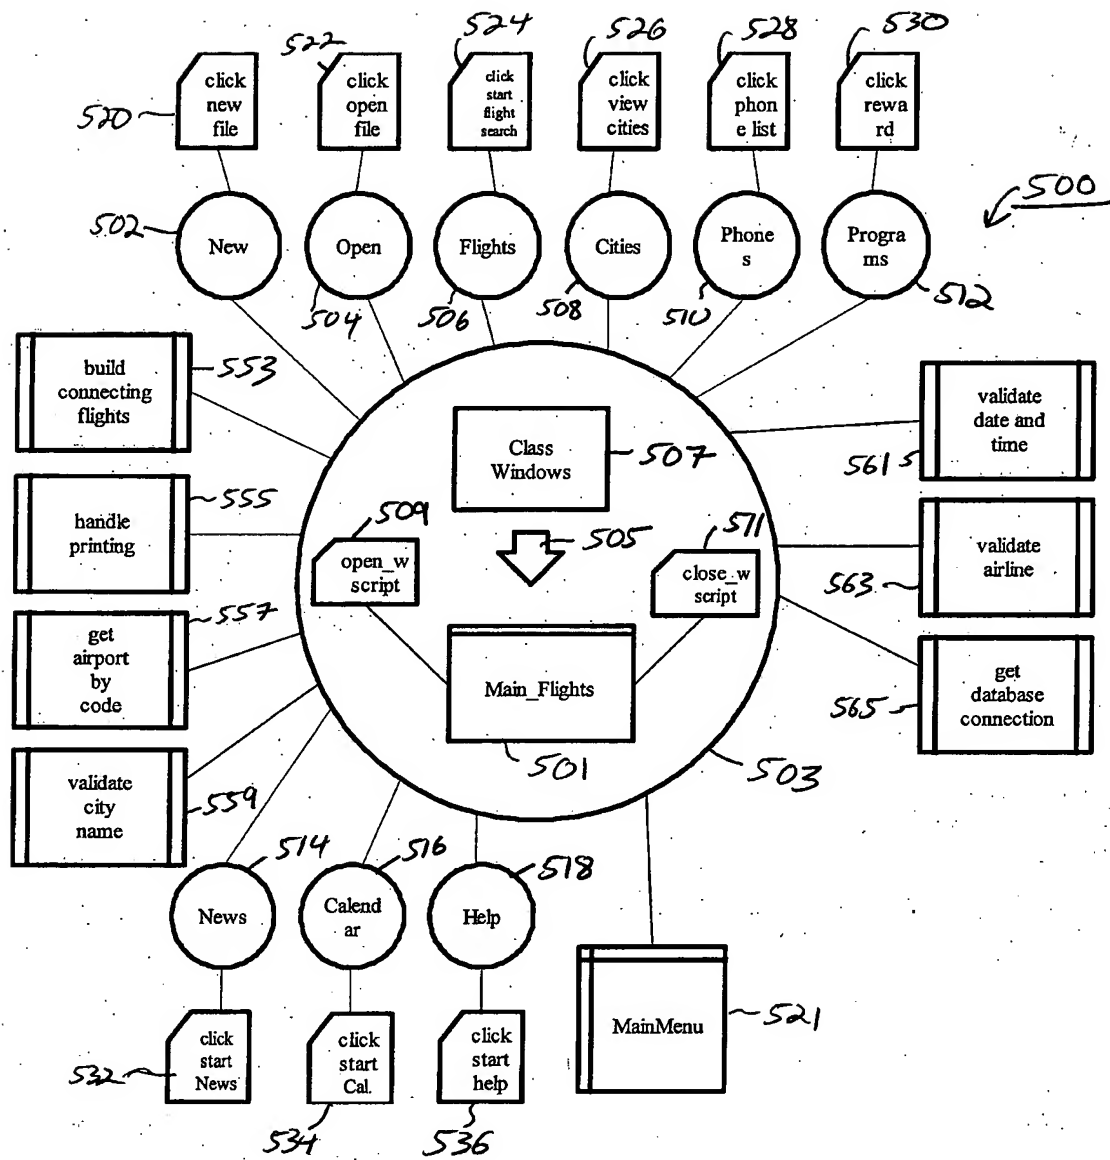 522
524
526
528
530
click
new
file
click
open
file
click
start
flight
search
click
view
cities
click
phon
e list
click
rewa
rd
520
500
502
New
Open
Flights
Cities
Phone
s
Progra
ms
504
506
508
510
512
build
connecting
flights
553
Class
Windows
507
validate
date and
time
561
555
handle
printing
509
open_w
script
505
511
close_w
script
validate
airline
563
557
get
airport
by
code
Main_Flights
501
503
get
database
connection
565
validate
city
name
559
514
516
518
News
Calend
ar
Help
MainMenu
521
click
start
News
532
click
start
Cal.
534
click
start
help
536